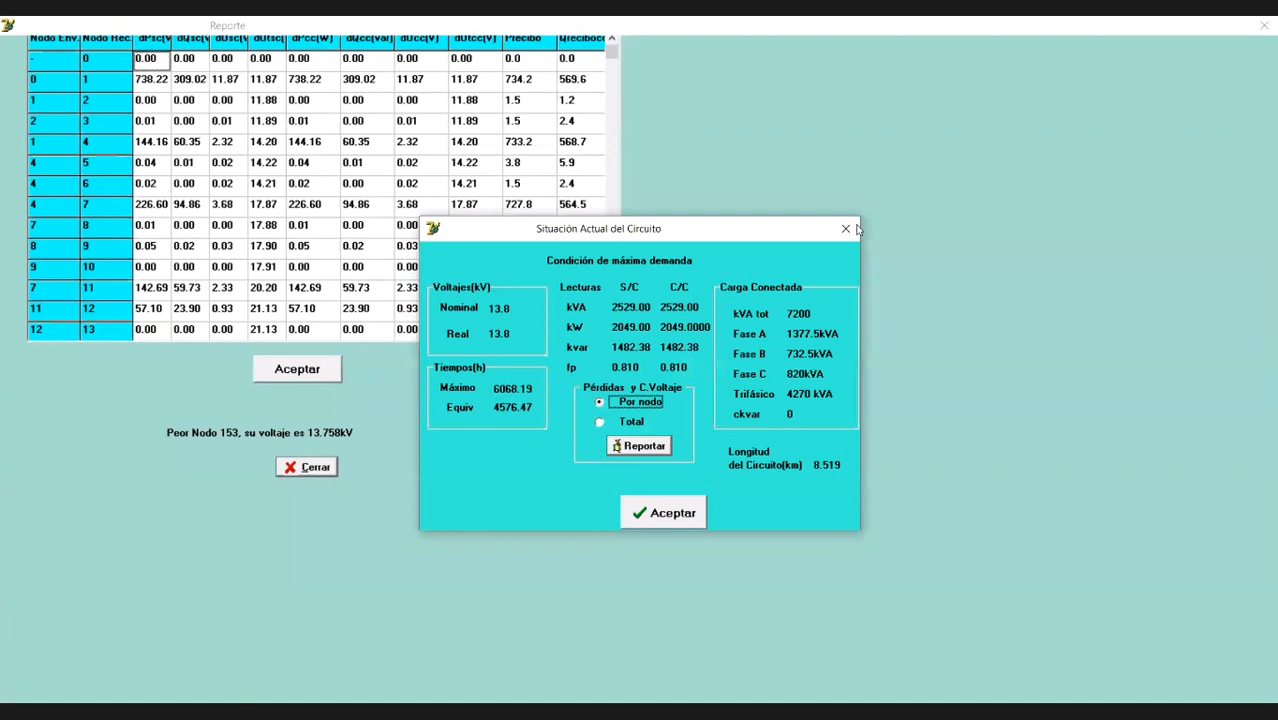 Reporte
Nodo Env. Nodo Rec. dPsc(v dQsc(v dUsc(v dUtsc( dPcc(W) dQcc(var) dUcc(V) dUtcc(V) Precibo Qrecibocc
- 0 0.00 0.00 0.00 0.00 0.00 0.00 0.00 0.00 0.0 0.0
0 1 738.22 309.02 11.87 11.87 738.22 309.02 11.87 11.87 734.2 569.6
1 2 0.00 0.00 0.00 11.88 0.00 0.00 0.00 11.88 1.5 1.2
2 3 0.01 0.00 0.01 11.89 0.01 0.00 0.01 11.89 1.5 2.4
1 4 144.16 60.35 2.32 14.20 144.16 60.35 2.32 14.20 733.2 568.7
4 5 0.04 0.01 0.02 14.22 0.04 0.01 0.02 14.22 3.8 5.9
4 6 0.02 0.00 0.02 14.21 0.02 0.00 0.02 14.21 1.5 2.4
4 7 226.60 94.86 3.68 17.87 226.60 94.86 3.68 17.87 727.8 564.5
7 8 0.01 0.00 0.00 17.88 0.01 0.00 0.00
8 9 0.05 0.02 0.03 17.90 0.05 0.02 0.03
9 10 0.00 0.00 0.00 17.91 0.00 0.00 0.00
7 11 142.69 59.73 2.33 20.20 142.69 59.73 2.33
11 12 57.10 23.90 0.93 21.13 57.10 23.90 0.93
12 13 0.00 0.00 0.00 21.13 0.00 0.00 0.00
Aceptar
Peor Nodo 153, su voltaje es 13.758kV
Cerrar
Situación Actual del Circuito
Condición de máxima demanda
Voltajes(kV)
Nominal 13.8
Real 13.8
Tiempos(h)
Máximo 6068.19
Equiv 4576.47
Lecturas S/C C/C
kVA 2529.00 2529.00
kW 2049.00 2049.0000
kvar 1482.38 1482.38
fp 0.810 0.810
Pérdidas y C.Voltaje
Por nodo
Total
Reportar
Carga Conectada
kVA tot 7200
Fase A 1377.5kVA
Fase B 732.5kVA
Fase C 820kVA
Trifásico 4270 kVA
ckvar 0
Longitud
del Circuito(km) 8.519
Aceptar